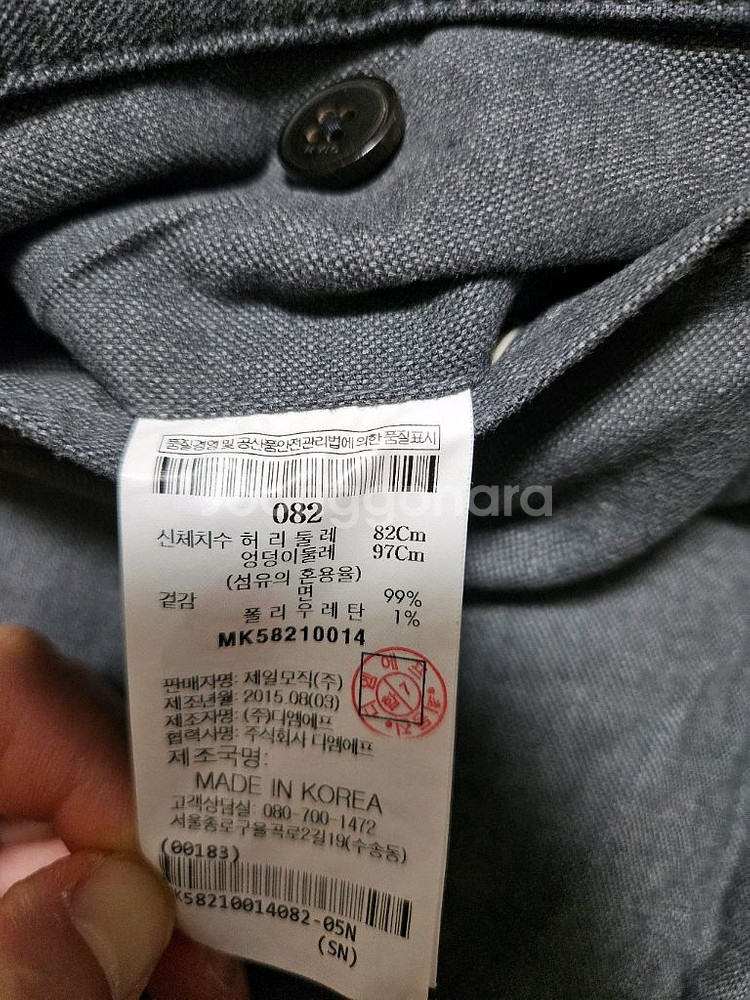 품질경영 및 공산품안전관리법에 의한 품질표시
joonggonara
082
신체치수 허리둘레 82Cm
엉덩이둘레 97Cm
(섬유의 혼용율)
겉감 면 99%
폴리우레탄 1%
MK58210014
판매자명: 제일모직(주)
제조년월: 2015.08(03)
제조자명: (주)디엠에프
협력사명: 주식회사 디엠에프
제조국명:
MADE IN KOREA
고객상담실: 080-700-1472
서울종로구율곡로2길19(수송동)
(00183)
K58210014082-05N
(SN)